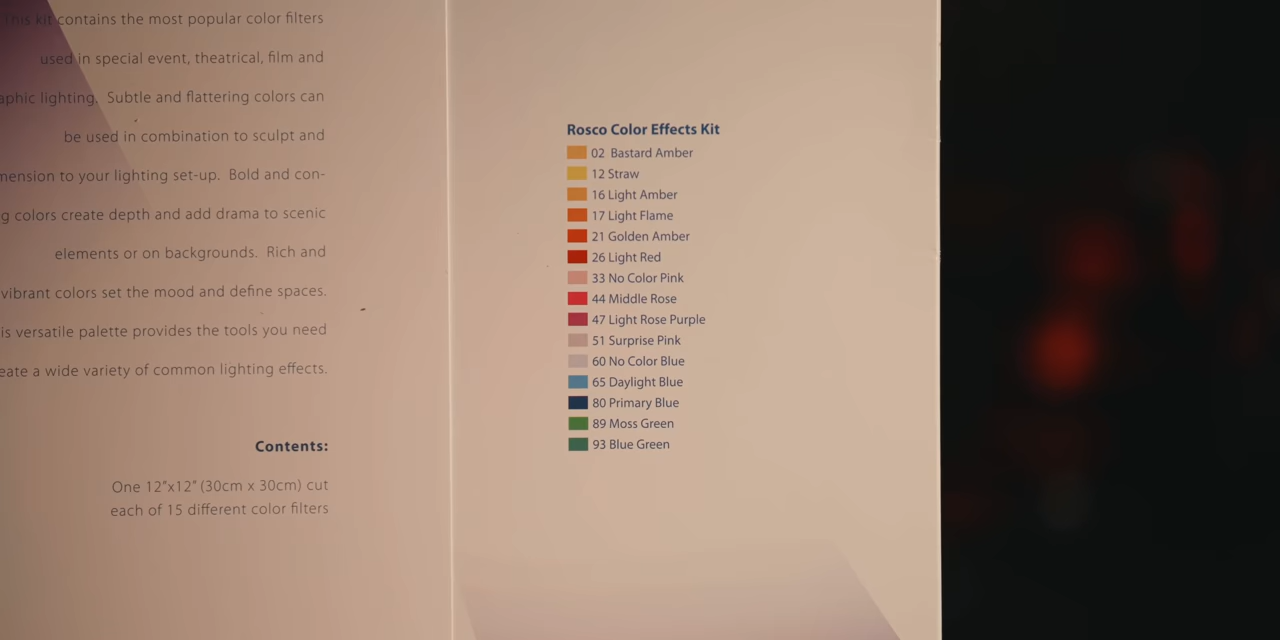 This kit contains the most popular color filters
used in special event, theatrical, film and
aphic lighting. Subtle and flattering colors can
be used in combination to sculpt and
mension to your lighting set-up. Bold and con-
g colors create depth and add drama to scenic
elements or on backgrounds. Rich and
vibrant colors set the mood and define spaces.
is versatile palette provides the tools you need
eate a wide variety of common lighting effects.
Contents:
One 12"x12" (30cm x 30cm) cut
each of 15 different color filters
Rosco Color Effects Kit
02 Bastard Amber
12 Straw
16 Light Amber
17 Light Flame
21 Golden Amber
26 Light Red
33 No Color Pink
44 Middle Rose
47 Light Rose Purple
51 Surprise Pink
60 No Color Blue
65 Daylight Blue
80 Primary Blue
89 Moss Green
93 Blue Green